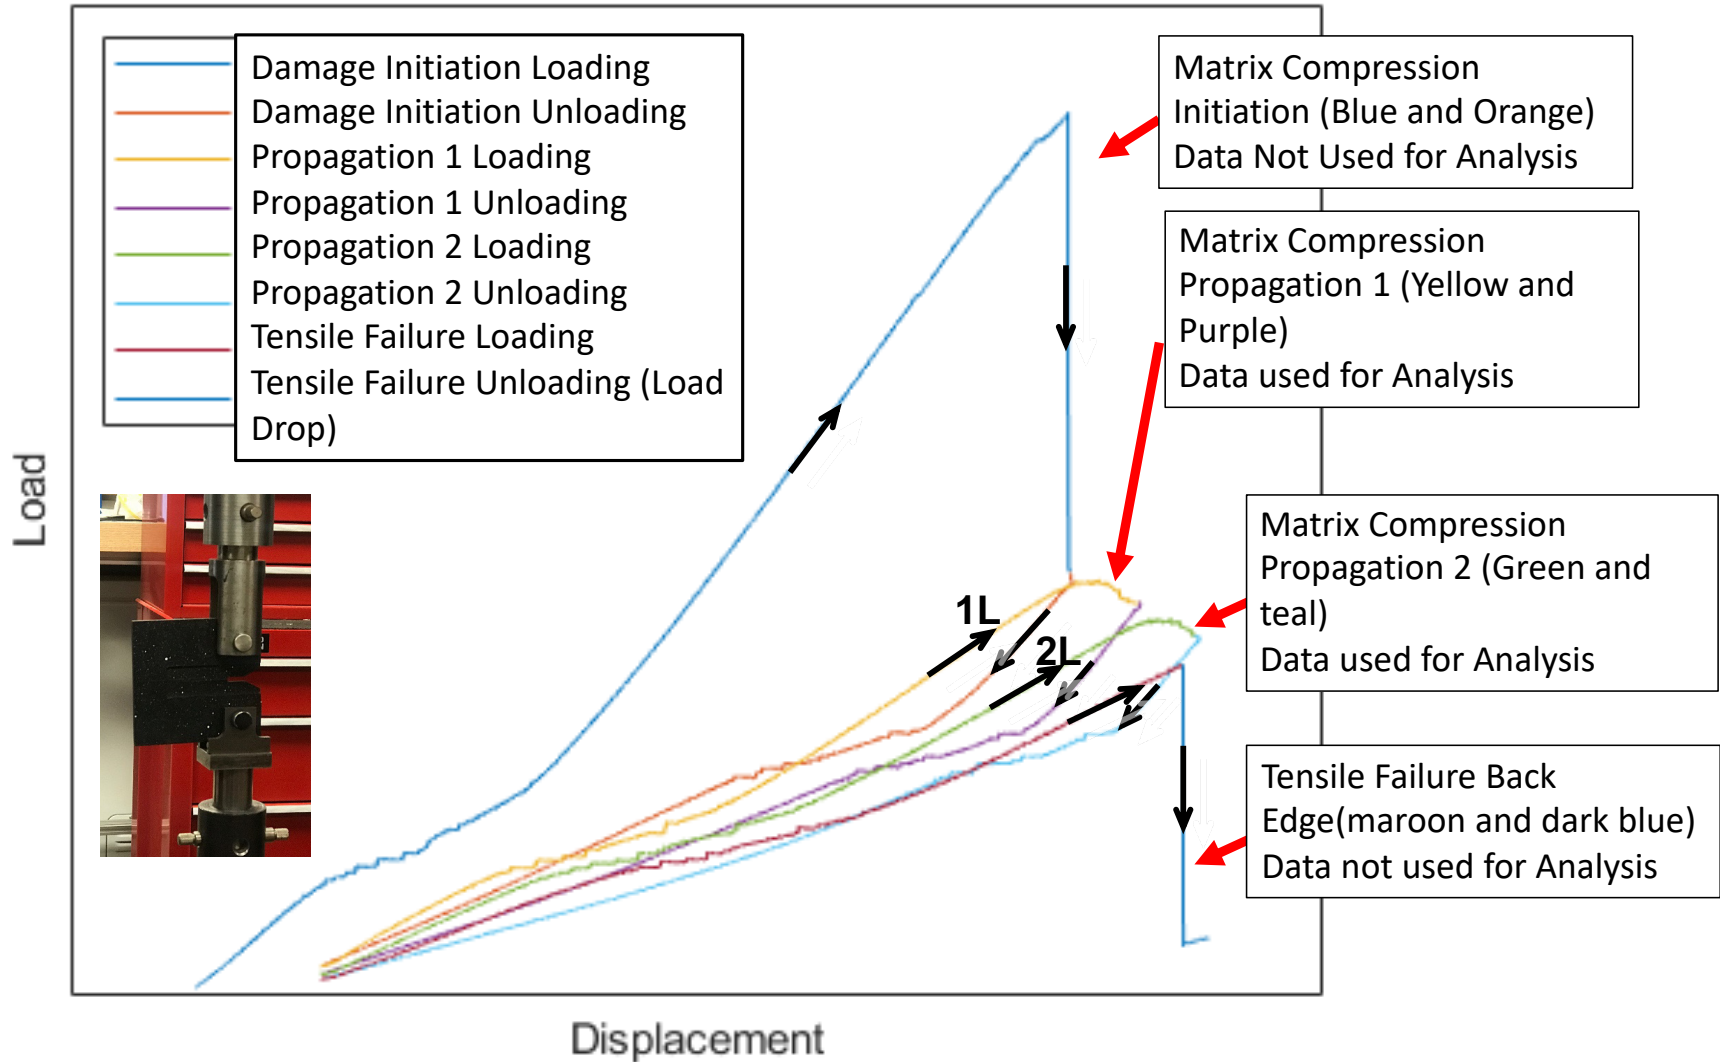 Damage Initiation Loading
Damage Initiation Unloading
Propagation 1 Loading
Propagation 1 Unloading
Propagation 2 Loading
Propagation 2 Unloading
Tensile Failure Loading
Tensile Failure Unloading (Load
Drop)
Matrix Compression
Initiation (Blue and Orange)
Data Not Used for Analysis
Matrix Compression
Propagation 1 (Yellow and
Purple)
Data used for Analysis
Matrix Compression
Propagation 2 (Green and
teal)
Data used for Analysis
Tensile Failure Back
Edge(maroon and dark blue)
Data not used for Analysis
1L
2L
Load
Displacement